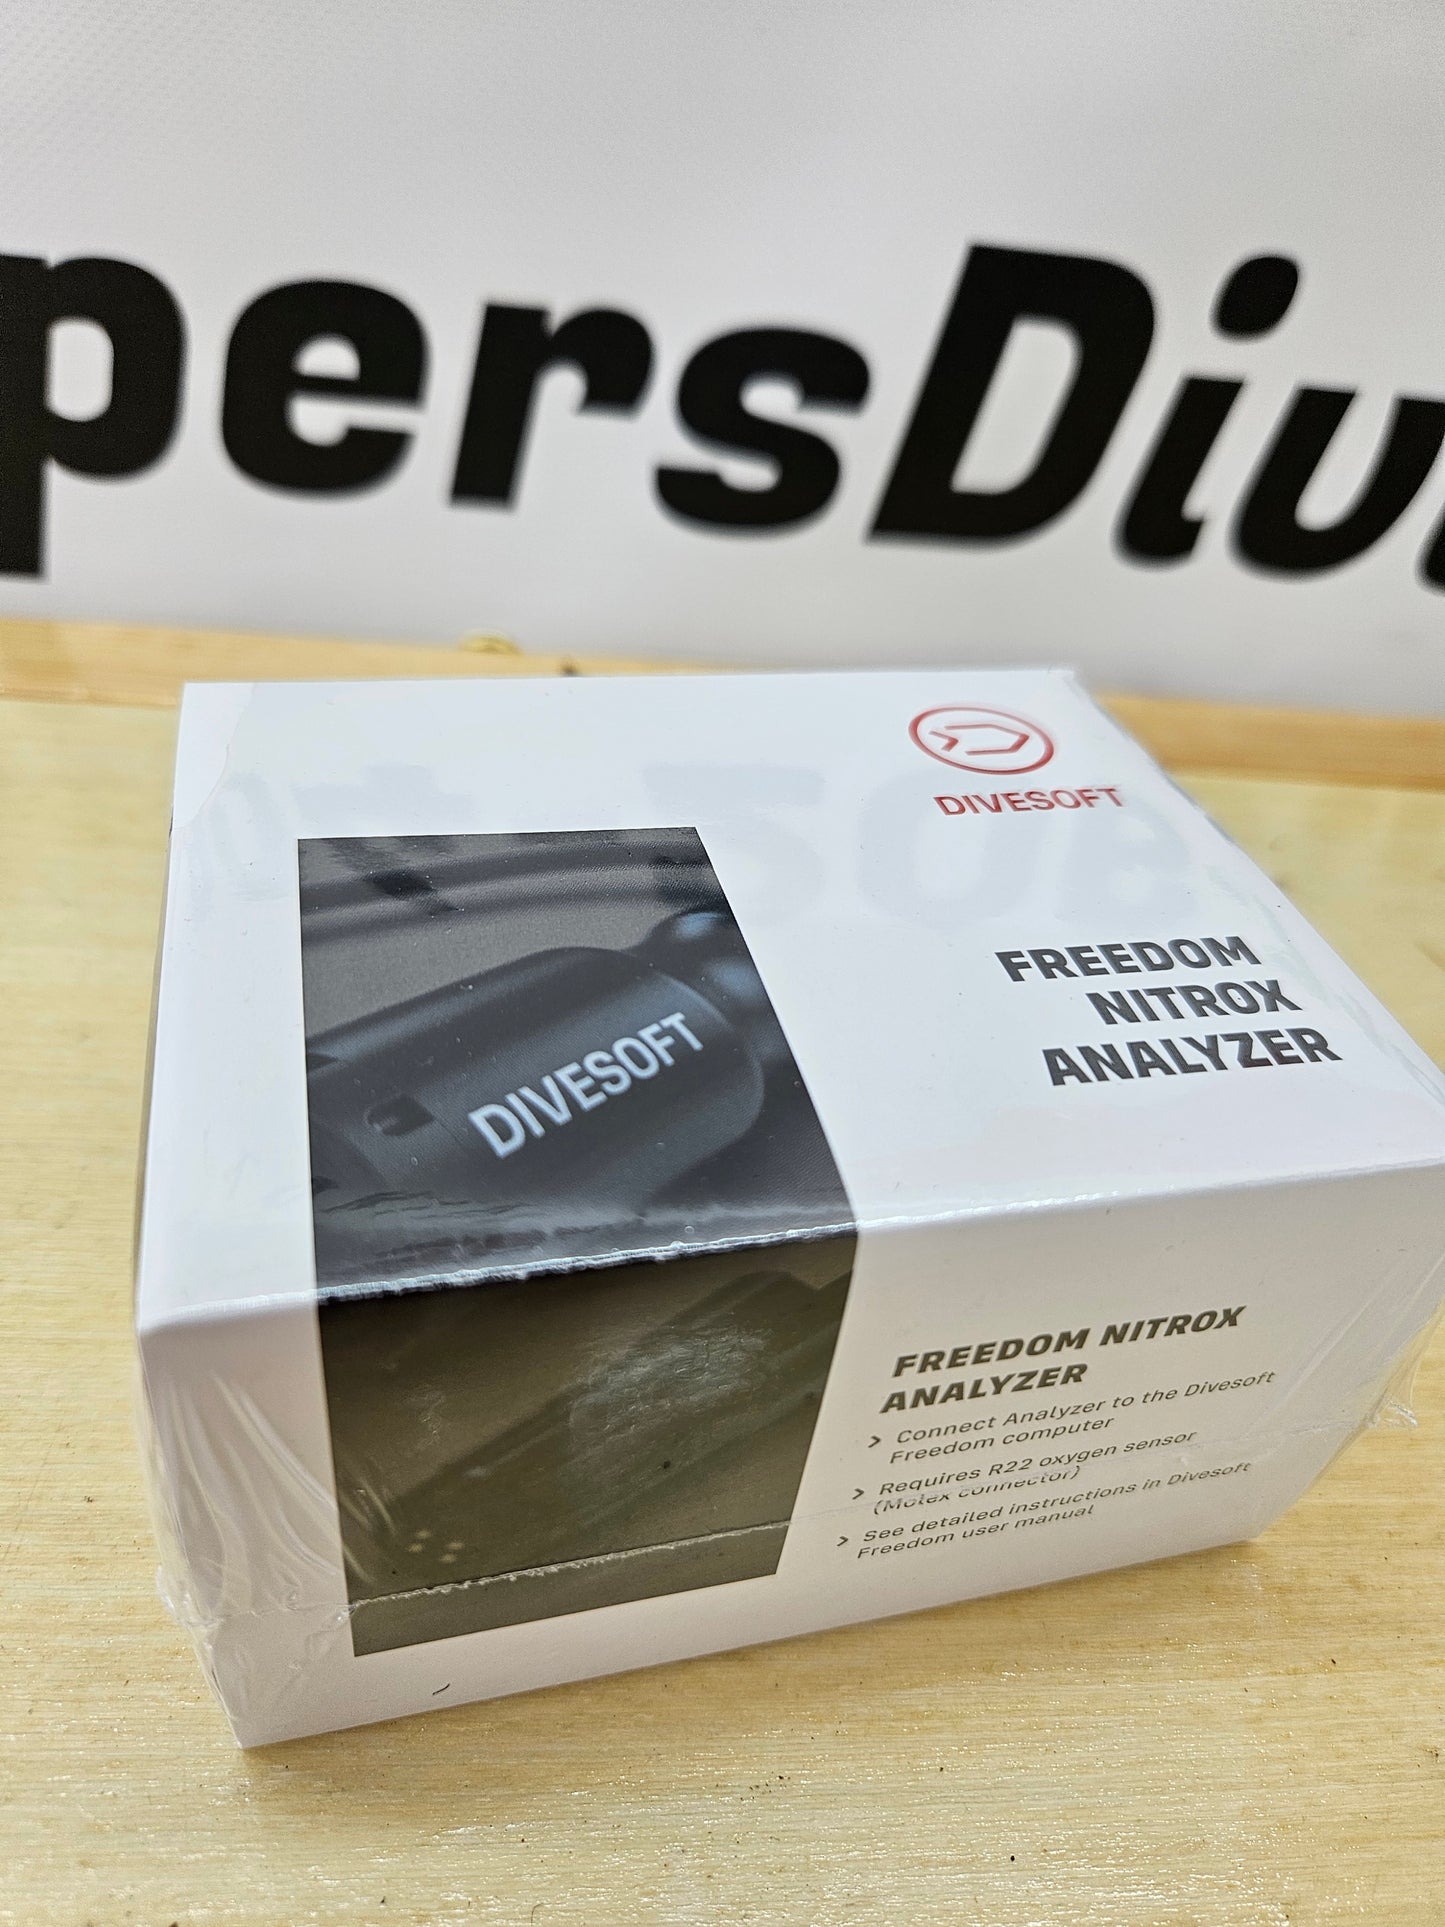 persDiv
DIVESOFT
FREEDOM
NITROX
ANALYZER
DIVESOFT
FREEDOM NITROX
ANALYZER
> Connect Analyzer to the Divesoft
Freedom computer
> Requires R22 oxygen sensor
(Molex connector)
> See detailed instructions in Divesoft
Freedom user manual